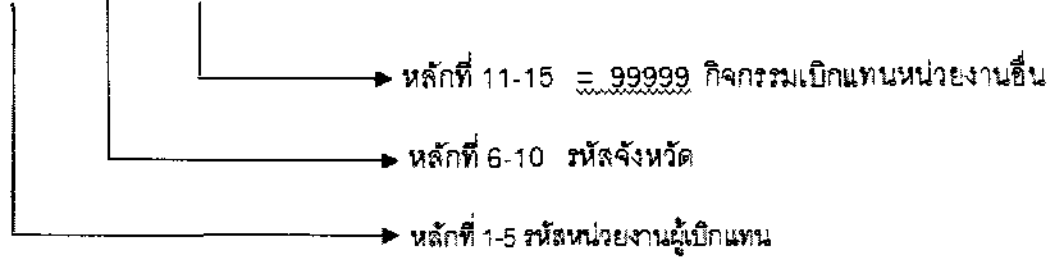 หลักที่ 11-15 = 99999 กิจกรรมเบิกแทนหน่วยงานอื่น
หลักที่ 6-10 รหัสจังหวัด
หลักที่ 1-5 รหัสหน่วยงานผู้เบิกแทน